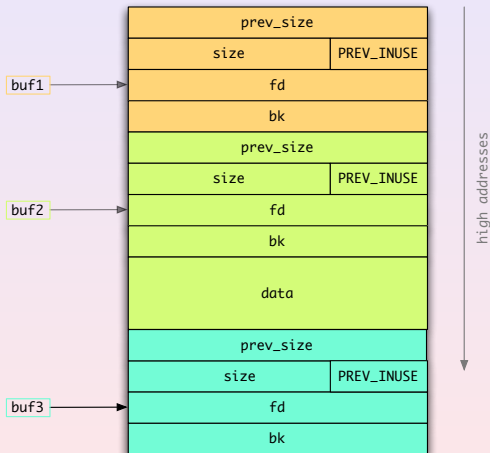 prev_size
size PREV_INUSE
buf1 fd
bk
prev_size
size PREV_INUSE
buf2 fd
bk
data
prev_size
size PREV_INUSE
buf3 fd
bk
high addresses